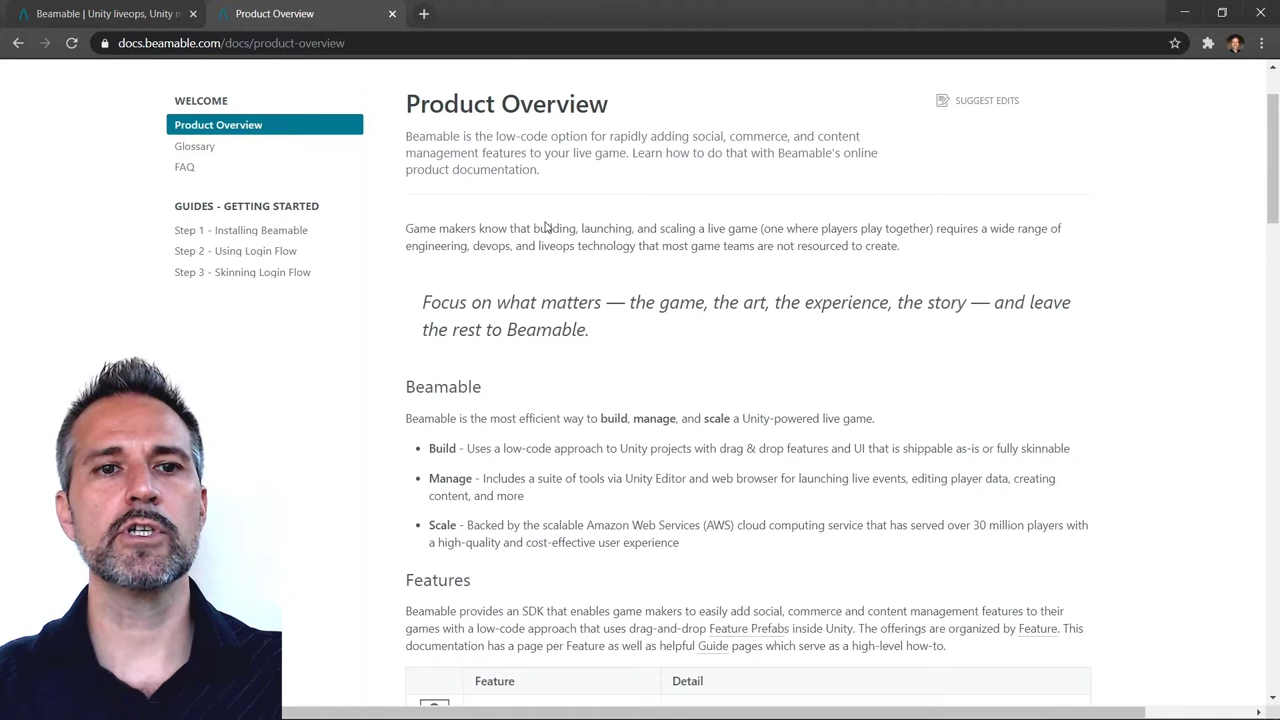 Beamable | Unity liveops, Unity n
Product Overview
docs.beamable.com/docs/product-overview
WELCOME
Product Overview
Glossary
FAQ
GUIDES - GETTING STARTED
Step 1 - Installing Beamable
Step 2 - Using Login Flow
Step 3 - Skinning Login Flow
Product Overview
SUGGEST EDITS
Beamable is the low-code option for rapidly adding social, commerce, and content
management features to your live game. Learn how to do that with Beamable's online
product documentation.
Game makers know that building, launching, and scaling a live game (one where players play together) requires a wide range of
engineering, devops, and liveops technology that most game teams are not resourced to create.
Focus on what matters — the game, the art, the experience, the story — and leave
the rest to Beamable.
Beamable
Beamable is the most efficient way to build, manage, and scale a Unity-powered live game.
• Build - Uses a low-code approach to Unity projects with drag & drop features and UI that is shippable as-is or fully skinnable
• Manage - Includes a suite of tools via Unity Editor and web browser for launching live events, editing player data, creating
content, and more
• Scale - Backed by the scalable Amazon Web Services (AWS) cloud computing service that has served over 30 million players with
a high-quality and cost-effective user experience
Features
Beamable provides an SDK that enables game makers to easily add social, commerce and content management features to their
games with a low-code approach that uses drag-and-drop Feature Prefabs inside Unity. The offerings are organized by Feature. This
documentation has a page per Feature as well as helpful Guide pages which serve as a high-level how-to.
Feature
Detail